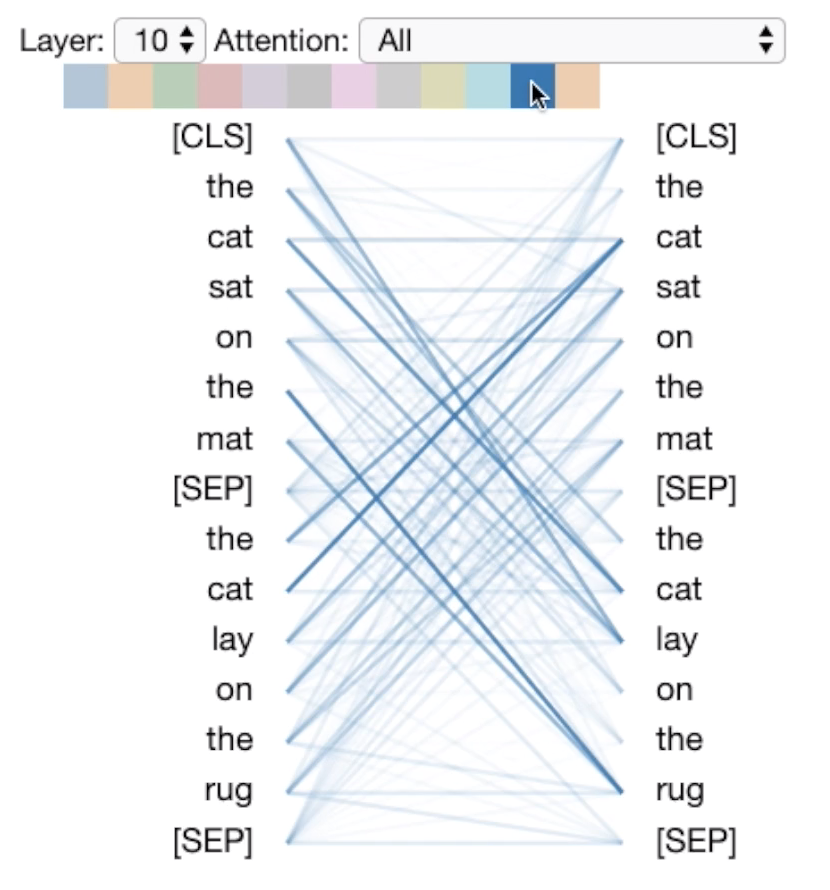 Layer: 10 Attention: All
[CLS] [CLS]
the the
cat cat
sat sat
on on
the the
mat mat
[SEP] [SEP]
the the
cat cat
lay lay
on on
the the
rug rug
[SEP] [SEP]